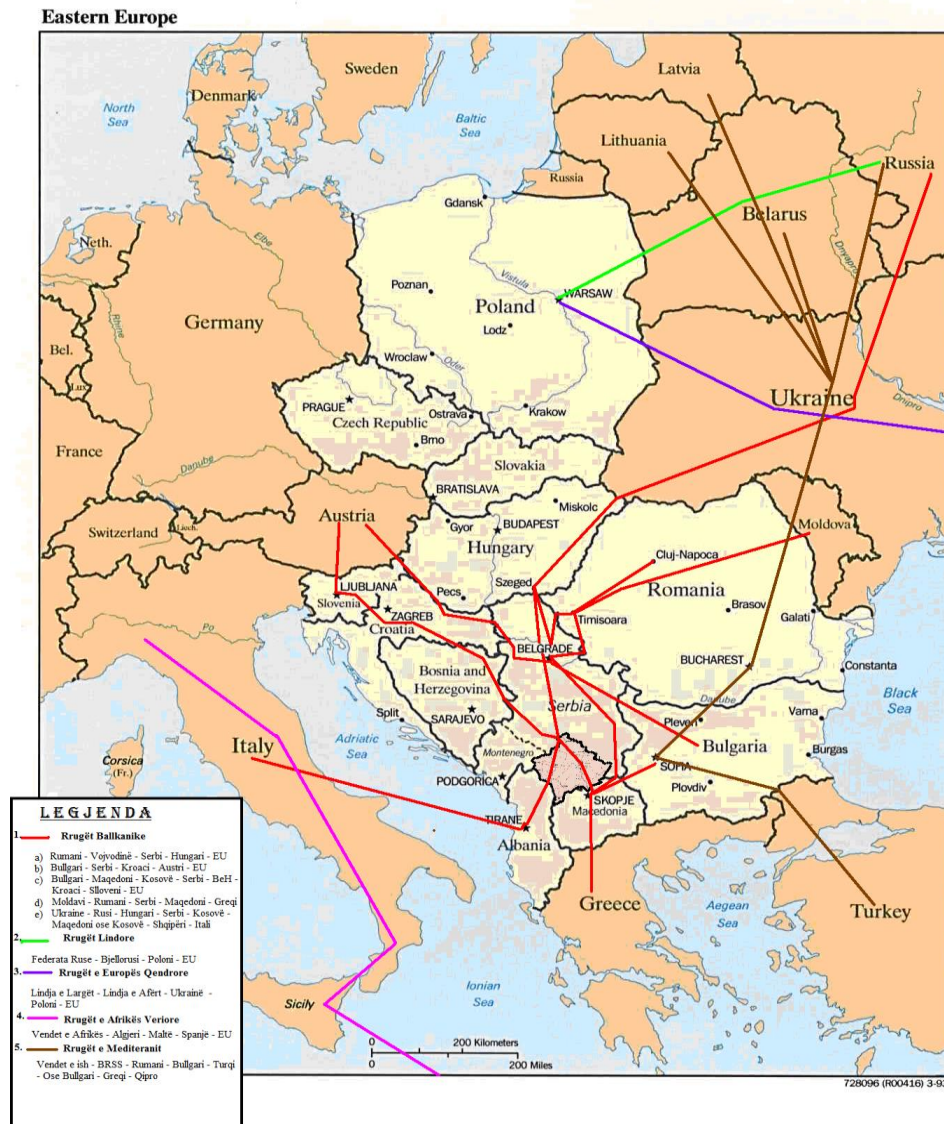 Eastern Europe
Sweden
Latvia
Denmark
North
Sea
Baltic
Sea
Lithuania
Russia
Russia
Gdansk
Belarus
Neth.
Elbe
Dnyapro
Vistula
Poznan
WARSAW
Poland
Germany
Lodz
Rhine
Bel.
Wroclaw
Oder
Lux.
Ukraine
Dnipro
PRAGUE
Ostrava
Krakow
Czech Republic
Brno
France
Slovakia
Danube
BRATISLAVA
Miskolc
Austria
Switzerland
Liech.
Gyor
BUDAPEST
Moldova
Hungary
Cluj-Napoca
LJUBLJANA
Szeged
Romania
Slovenia
Pecs
ZAGREB
Brasov
Galati
Po
Croatia
Timisoara
BELGRADE
BUCHAREST
Constanta
Bosnia and
Herzegovina
Serbia
Danube
Black
Sea
SARAJEVO
Split
Pleven
Varna
Adriatic
Sea
Italy
Montenegro
Bulgaria
SOFIA
Burgas
Corsica
(Fr.)
PODGORICA
Plovdiv
SKOPJE
Macedonia
TIRANE
Albania
Greece
Aegean
Sea
Turkey
Ionian
Sea
Sicily
LEGJENDA
1. Rrugët Ballkanike
a) Rumani - Vojvodinë - Serbi - Hungari - EU
b) Bullgari - Serbi - Kroaci - Austri - EU
c) Bullgari - Maqedoni - Kosovë - Serbi - BeH -
Kroaci - Slloveni - EU
d) Moldavi - Rumani - Serbi - Maqedoni - Greqi
e) Ukraine - Rusi - Hungari - Serbi - Kosovë -
Maqedoni ose Kosovë - Shqipëri - Itali
2. Rrugët Lindore
Federata Ruse - Bjellorusi - Poloni - EU
3. Rrugët e Europës Qendrore
Lindja e Largët - Lindja e Afërt - Ukrainë -
Poloni - EU
4. Rrugët e Afrikës Veriore
Vendet e Afrikës - Algjeri - Maltë - Spanjë - EU
5. Rrugët e Mediteranit
Vendet e ish - BRSS - Rumani - Bullgari - Turqi
- Ose Bullgari - Greqi - Qipro
0 200 Kilometers
0 200 Miles
728096 (R00416) 3-93